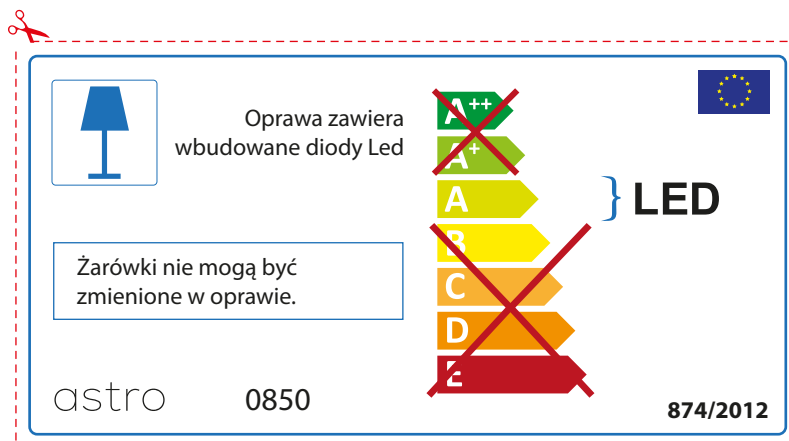 Oprawa zawiera
wbudowane diody Led
A++
A+
A
B
C
D
E
LED
Żarówki nie mogą być
zmienione w oprawie.
astro
0850
874/2012